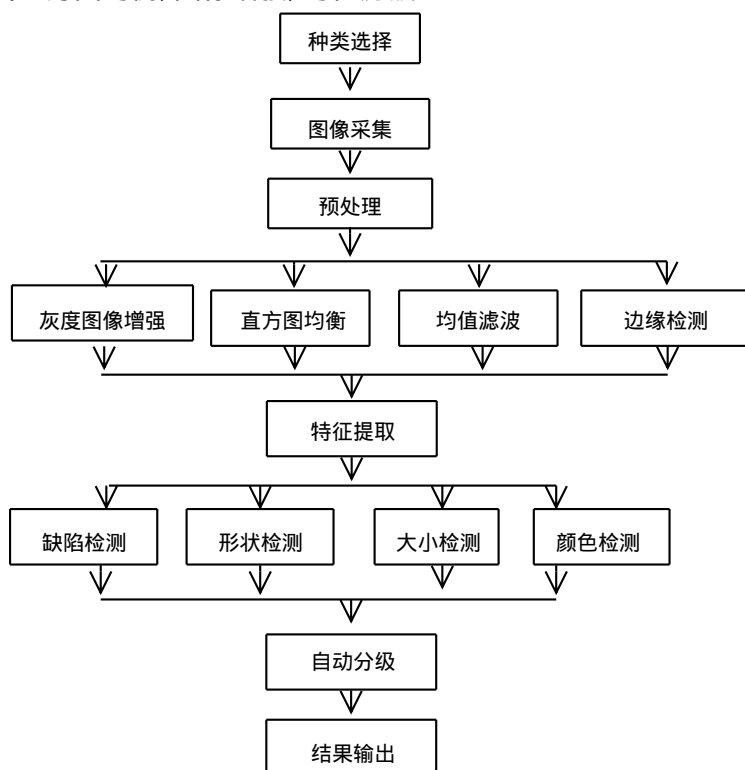 种类选择
图像采集
预处理
灰度图像增强 直方图均衡 均值滤波 边缘检测
特征提取
缺陷检测 形状检测 大小检测 颜色检测
自动分级
结果输出